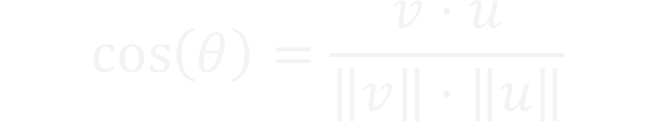 cos(θ) = v · u / ‖v‖ · ‖u‖